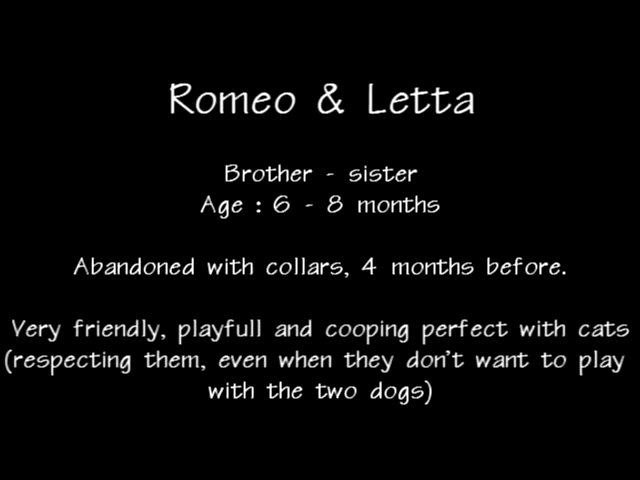 Romeo & Letta
Brother - sister
Age : 6 - 8 months
Abandoned with collars, 4 months before.
Very friendly, playfull and cooping perfect with cats
(respecting them, even when they don't want to play
with the two dogs)